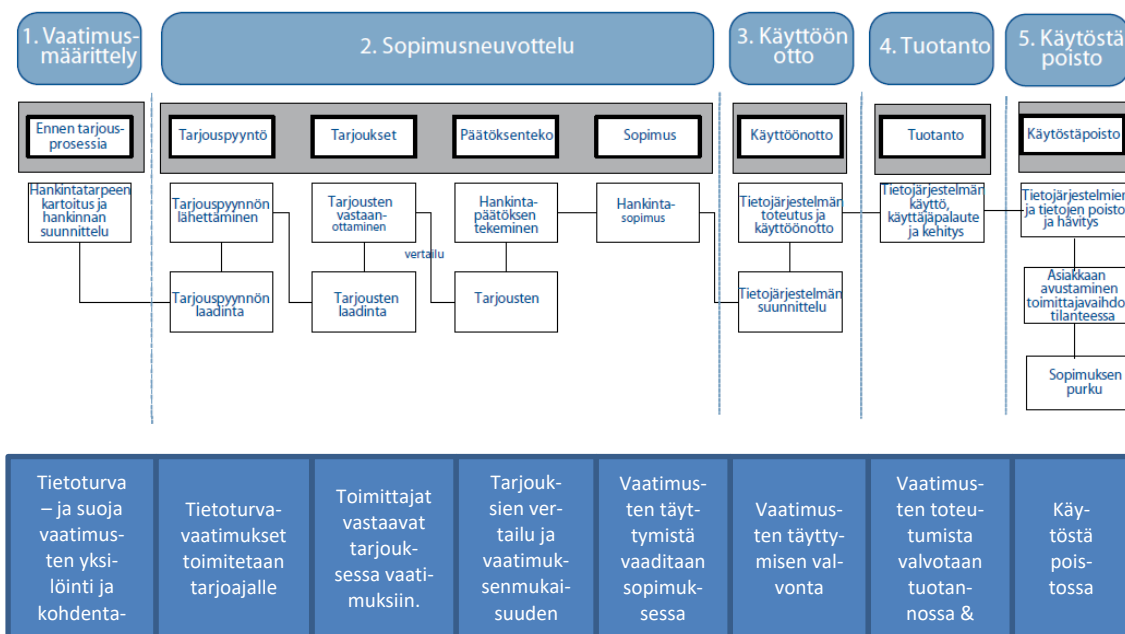 1. Vaatimus-
määrittely
2. Sopimusneuvottelu
3. Käyttöön
otto
4. Tuotanto
5. Käytöstä
poisto
Ennen tarjous-
prosessia
Tarjouspyyntö
Tarjoukset
Päätöksenteko
Sopimus
Käyttöönotto
Tuotanto
Käytöstäpoisto
Hankintatarpeen
kartoitus ja
hankinnan
suunnittelu
Tarjouspyynnön
lähettäminen
Tarjousten
vastaan-
ottaminen
Hankinta-
päätöksen
tekeminen
Hankinta-
sopimus
Tietojärjestelmän
toteutus ja
käyttöönotto
Tietojärjestelmän
käyttö,
käyttäjäpalaute
ja kehitys
Tietojärjestelmien
ja tietojen poisto
ja hävitys
vertailu
Tarjouspyynnön
laadinta
Tarjousten
laadinta
Tarjousten
Tietojärjestelmän
suunnittelu
Asiakkaan
avustaminen
toimittajavaihdo
tilanteessa
Sopimuksen
purku
Tietoturva
– ja suoja
vaatimus-
ten yksi-
löinti ja
kohdenta-
Tietoturva-
vaatimukset
toimitetaan
tarjoajalle
Toimittajat
vastaavat
tarjouk-
sessa vaati-
muksiin.
Tarjouk-
sien ver-
tailu ja
vaatimuk-
senmukai-
suuden
Vaatimus-
ten täyt-
tymistä
vaaditaan
sopimuk-
sessa
Vaatimus-
ten täytty-
misen val-
vonta
Vaatimus-
ten toteu-
tumista
valvotaan
tuotan-
nossa &
Käy-
töstä
pois-
tossa